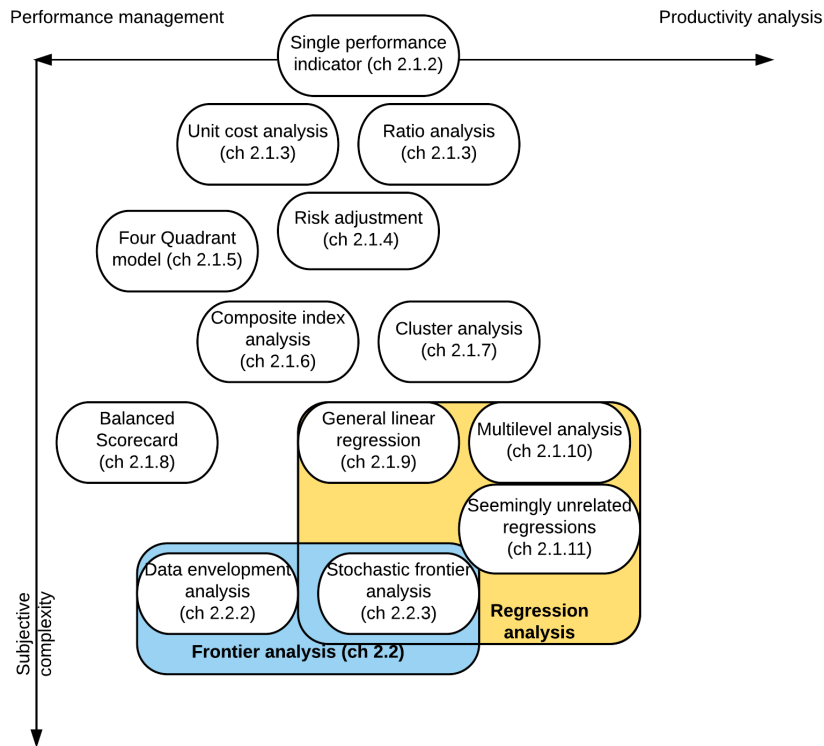 Performance management
Productivity analysis
Single performance
indicator (ch 2.1.2)
Unit cost analysis
(ch 2.1.3)
Ratio analysis
(ch 2.1.3)
Risk adjustment
(ch 2.1.4)
Four Quadrant
model (ch 2.1.5)
Composite index
analysis
(ch 2.1.6)
Cluster analysis
(ch 2.1.7)
Balanced
Scorecard
(ch 2.1.8)
General linear
regression
(ch 2.1.9)
Multilevel analysis
(ch 2.1.10)
Seemingly unrelated
regressions
(ch 2.1.11)
Data envelopment
analysis
(ch 2.2.2)
Stochastic frontier
analysis
(ch 2.2.3)
Regression
analysis
Frontier analysis (ch 2.2)
Subjective
complexity